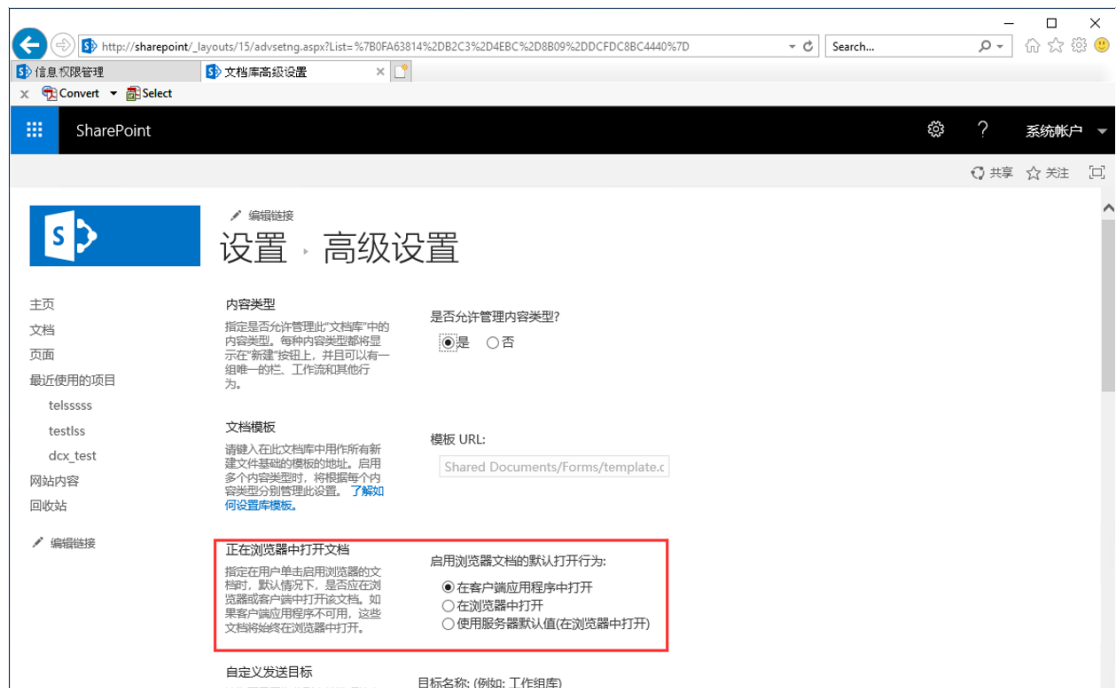 http://sharepoint/_layouts/15/advsetng.aspx?List=%7B0FA63814%2DB2C3%2D4EBC%2D8B09%2DDCFDC8BC4440%7D
Search...
信息权限管理
文档库高级设置
Convert
Select
SharePoint
系统帐户
共享
关注
编辑链接
设置
高级设置
主页
文档
页面
最近使用的项目
telsssss
testlss
dcx_test
网站内容
回收站
编辑链接
内容类型
指定是否允许管理此"文档库"中的
内容类型。每种内容类型都将显
示在"新建"按钮上，并且可以有一
组唯一的栏、工作流和其他行
为。
是否允许管理内容类型?
是
否
文档模板
请键入在此文档库中用作所有新
建文件基础的模板的地址。启用
多个内容类型时，将根据每个内
容类型分别管理此设置。 了解如
何设置库模板。
模板 URL:
Shared Documents/Forms/template.c
正在浏览器中打开文档
指定在用户单击启用浏览器的文
档时，默认情况下，是否应在浏
览器或客户端中打开该文档。如
果客户端应用程序不可用，这些
文档将始终在浏览器中打开。
启用浏览器文档的默认打开行为:
在客户端应用程序中打开
在浏览器中打开
使用服务器默认值(在浏览器中打开)
自定义发送目标
目标名称: (例如: 工作组库)